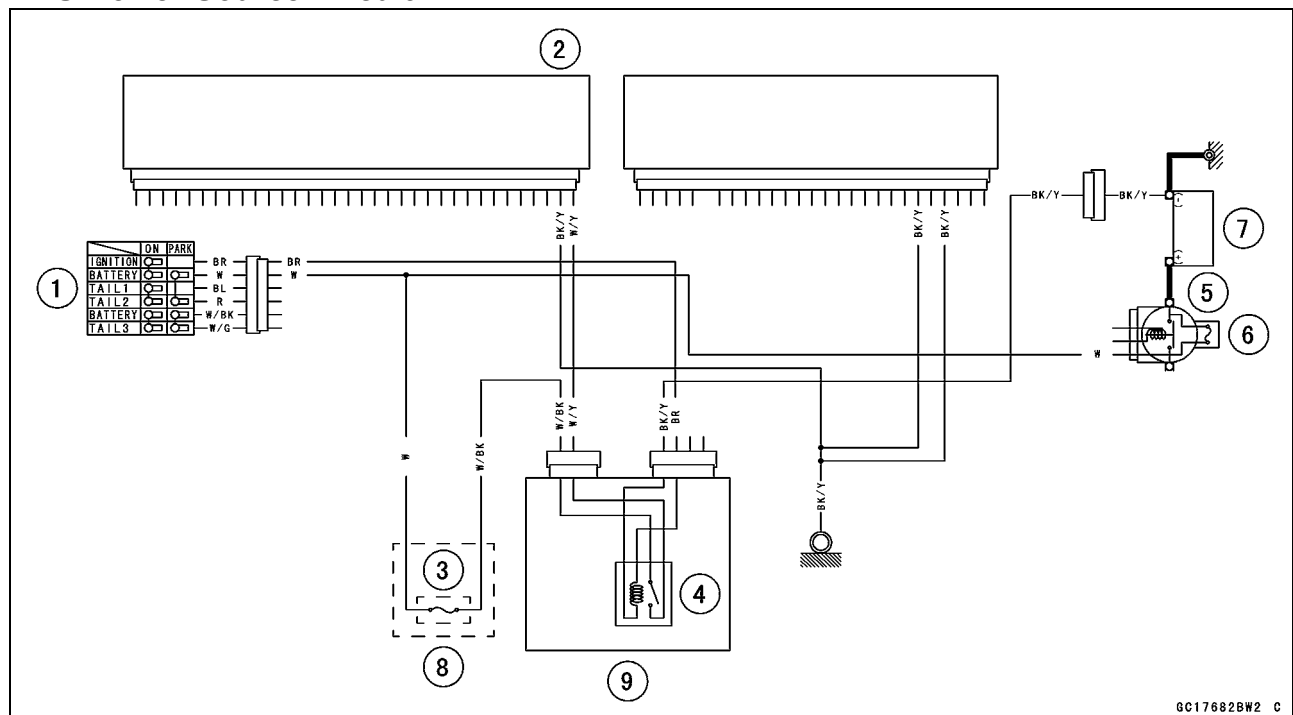 2
BK/Y
W/Y
BK/Y
BK/Y
BK/Y
BK/Y
(-)
7
(+)
1
ON PARK
IGNITION
BATTERY
TAIL1
TAIL2
BATTERY
TAIL3
BR
W
BL
R
W/BK
W/G
BR
W
5
6
W
W
W/BK
W/BK
W/Y
BK/Y
BR
BK/Y
3
4
8
9
GC17682BW2 C